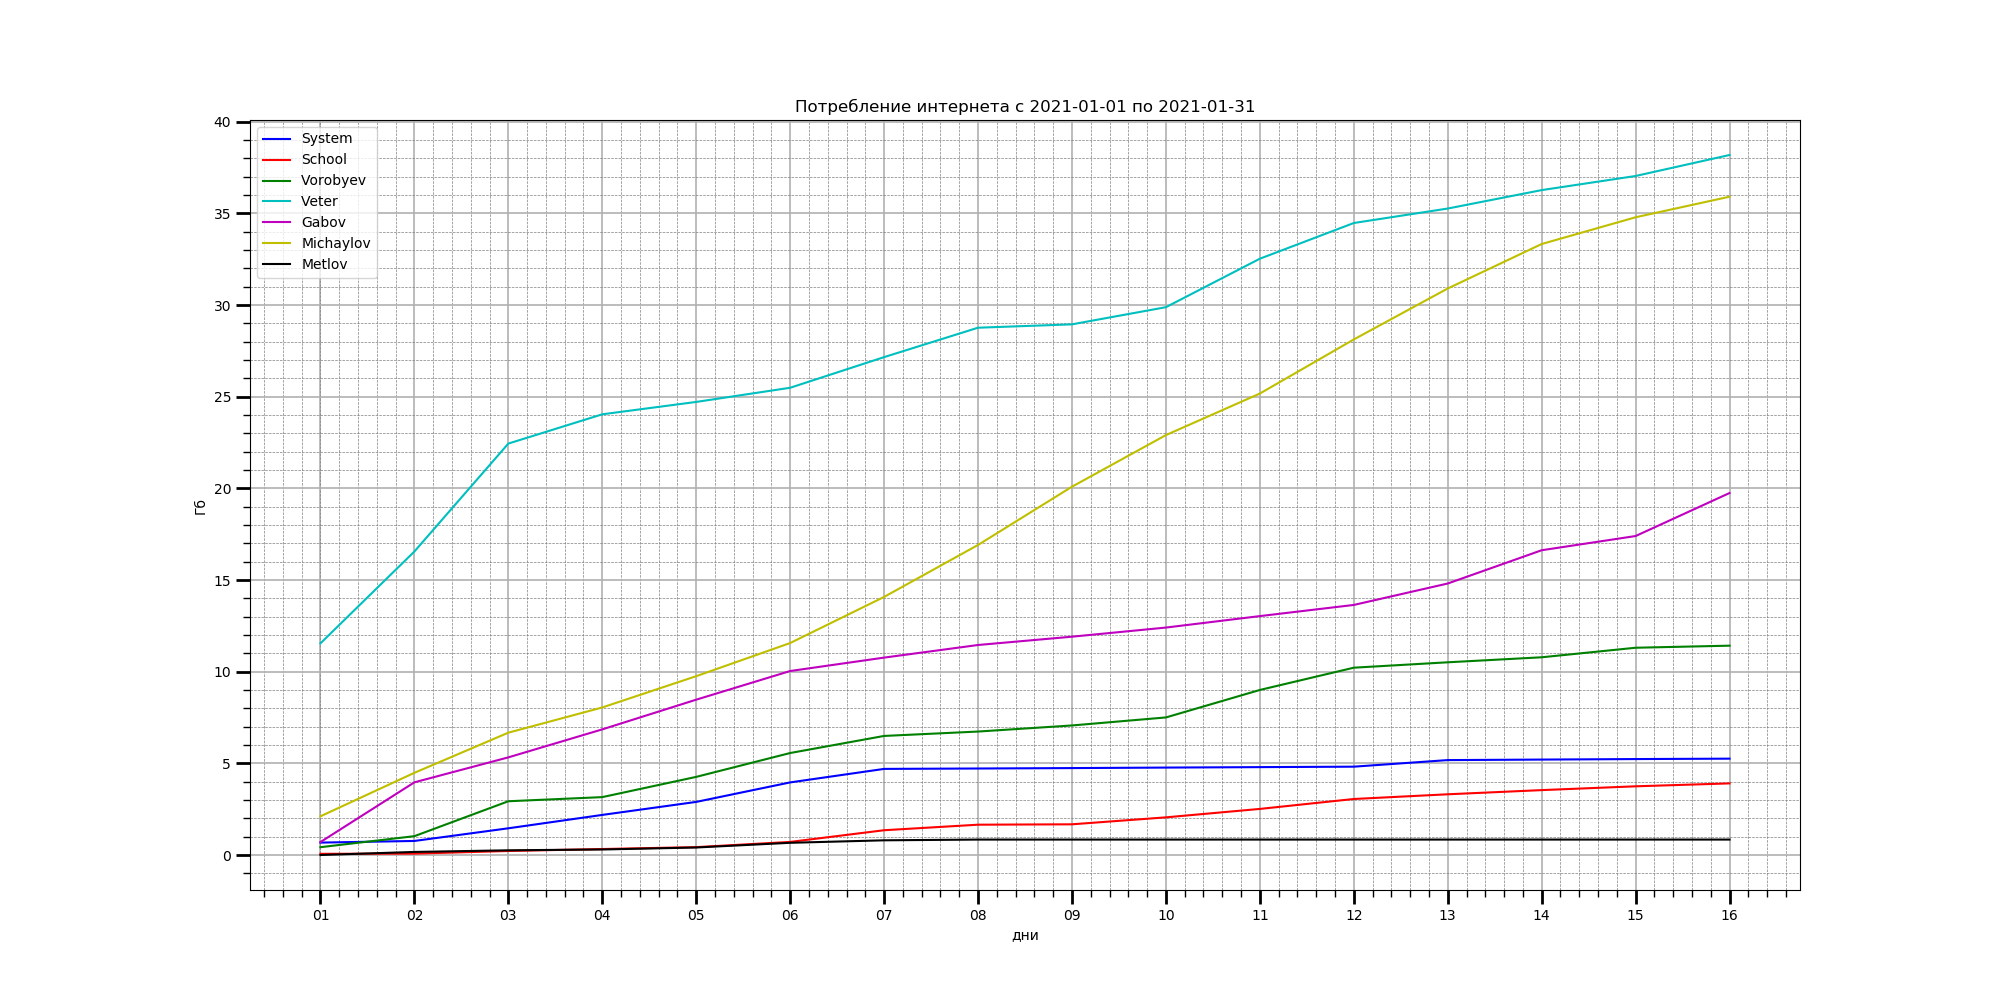 Потребление интернета с 2021-01-01 по 2021-01-31
System
School
Vorobyev
Veter
Gabov
Michaylov
Metlov
40
35
30
25
20
15
10
5
0
Гб
01 02 03 04 05 06 07 08 09 10 11 12 13 14 15 16
дни